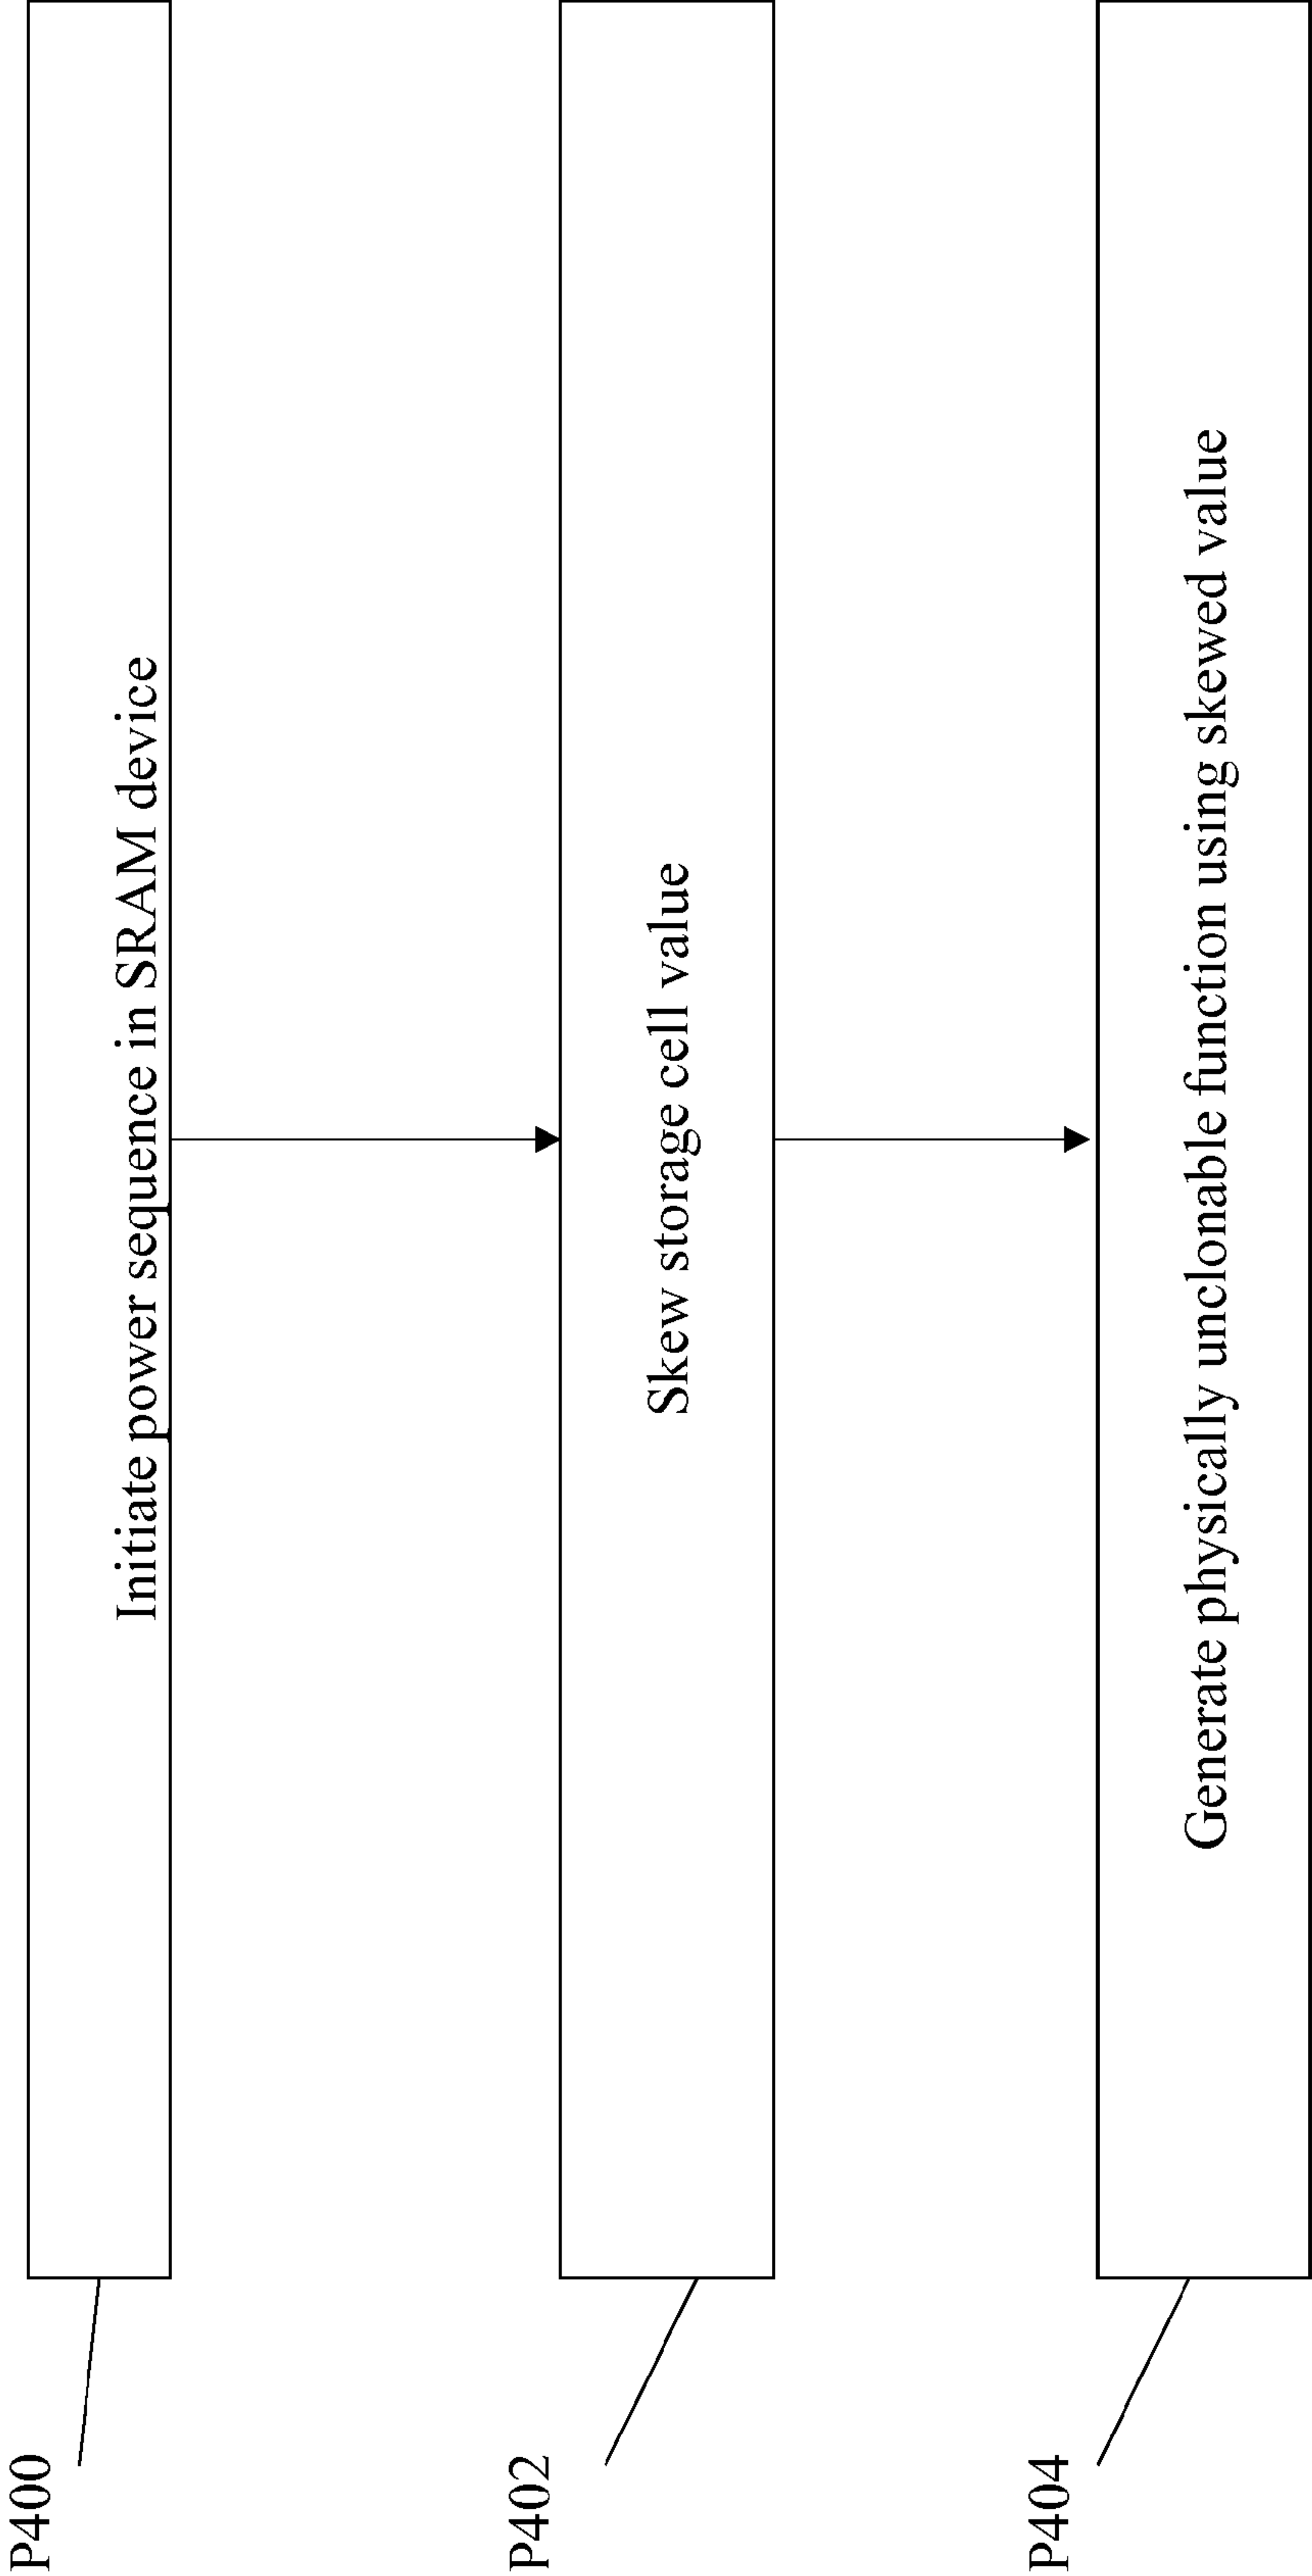 P400
Initiate power sequence in SRAM device
P402
Skew storage cell value
P404
Generate physically unclonable function using skewed value